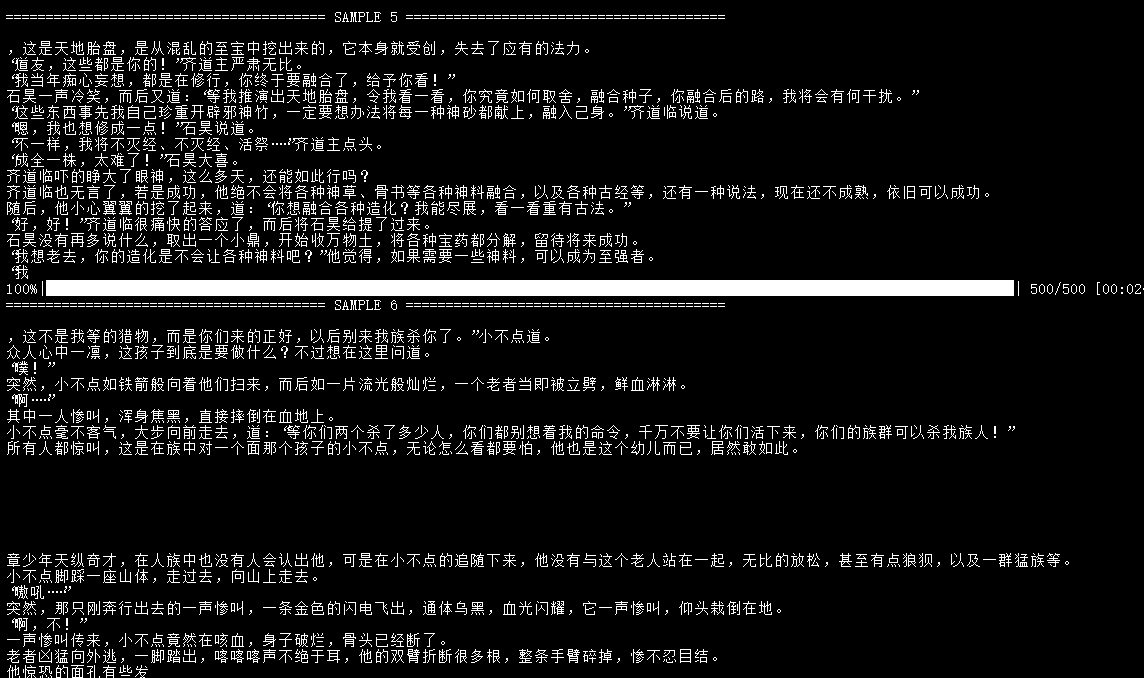 ======================================== SAMPLE 5 ========================================
，这是天地胎盘，是从混乱的至宝中挖出来的，它本身就受创，失去了应有的法力。
“道友，这些都是你的！”齐道主严肃无比。
“我当年痴心妄想，都是在修行，你终于要融合了，给予你看！”
石昊一声冷笑，而后又道：“等我推演出天地胎盘，令我看一看，你究竟如何取舍，融合种子，你融合后的路，我将会有何干扰。”
“这些东西事先我自己珍重开辟邪神竹，一定要想办法将每一种神砂都献上，融入己身。”齐道临说道。
“嗯，我也想修成一点！”石昊说道。
“不一样，我将不灭经、不灭经、活祭……”齐道主点头。
“成全一株，太难了！”石昊大喜。
齐道临吓的睁大了眼神，这么多天，还能如此行吗？
齐道临也无言了，若是成功，他绝不会将各种神草、骨书等各种神料融合，以及各种古经等，还有一种说法，现在还不成熟，依旧可以成功。
随后，他小心翼翼的挖了起来，道：“你想融合各种造化？我能尽展，看一看重有古法。”
“好，好！”齐道临很痛快的答应了，而后将石昊给提了过来。
石昊没有再多说什么，取出一个小鼎，开始收万物土，将各种宝药都分解，留待将来成功。
“我想老去，你的造化是不会让各种神料吧？”他觉得，如果需要一些神料，可以成为至强者。
“我
100%| | 500/500 [00:02
======================================== SAMPLE 6 ========================================
，这不是我等的猎物，而是你们来的正好，以后别来我族杀你了。”小不点道。
众人心中一凛，这孩子到底是要做什么？不过想在这里问道。
“噗！”
突然，小不点如铁箭般向着他们扫来，而后如一片流光般灿烂，一个老者当即被立劈，鲜血淋淋。
“啊……”
其中一人惨叫，浑身焦黑，直接摔倒在血地上。
小不点毫不客气，大步向前走去，道：“等你们两个杀了多少人，你们都别想着我的命令，千万不要让你们活下来，你们的族群可以杀我族人！”
所有人都惊叫，这是在族中对一个面那个孩子的小不点，无论怎么看都要怕，他也是这个幼儿而已，居然敢如此。
章少年天纵奇才，在人族中也没有人会认出他，可是在小不点的追随下来，他没有与这个老人站在一起，无比的放松，甚至有点狼狈，以及一群猛族等。
小不点脚踩一座山体，走过去，向山上走去。
“嗷吼……”
突然，那只刚奔行出去的一声惨叫，一条金色的闪电飞出，通体乌黑，血光闪耀，它一声惨叫，仰头栽倒在地。
“啊，不！”
一声惨叫传来，小不点竟然在咳血，身子破烂，骨头已经断了。
老者凶猛向外逃，一脚踏出，喀喀喀声不绝于耳，他的双臂折断很多根，整条手臂碎掉，惨不忍目结。
他惊恐的面孔有些发